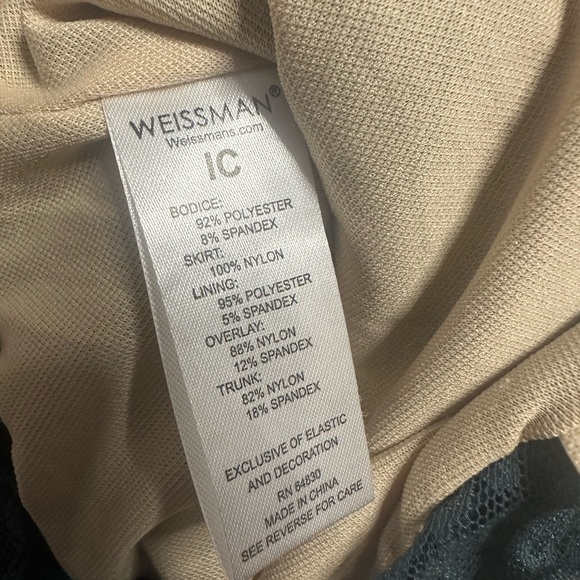 WEISSMAN®
Weissmans.com
IC
BODICE:
92% POLYESTER
8% SPANDEX
SKIRT:
100% NYLON
LINING:
95% POLYESTER
5% SPANDEX
OVERLAY:
88% NYLON
12% SPANDEX
TRUNK:
82% NYLON
18% SPANDEX
EXCLUSIVE OF ELASTIC
AND DECORATION
RN 64830
MADE IN CHINA
SEE REVERSE FOR CARE